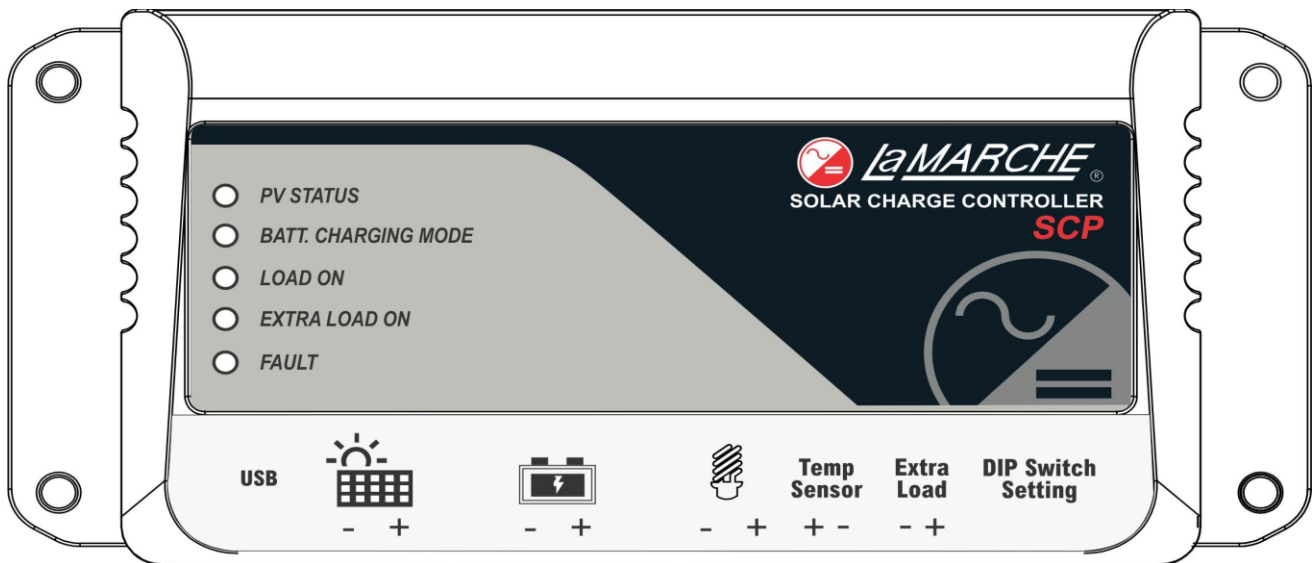 LaMARCHE ®
SOLAR CHARGE CONTROLLER
SCP
PV STATUS
BATT. CHARGING MODE
LOAD ON
EXTRA LOAD ON
FAULT
USB
Temp
Sensor
Extra
Load
DIP Switch
Setting
- +
- +
- +
+ -
- +